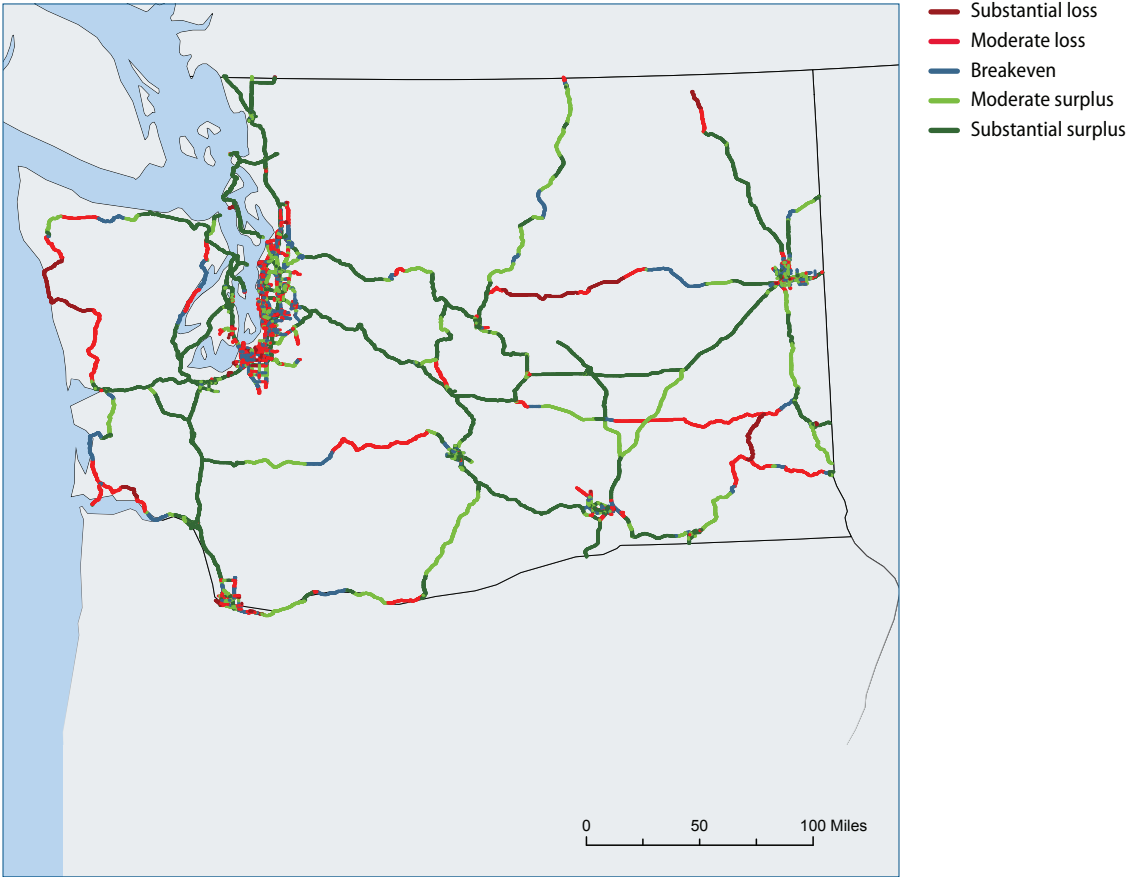 Substantial loss
Moderate loss
Breakeven
Moderate surplus
Substantial surplus
0 50 100 Miles